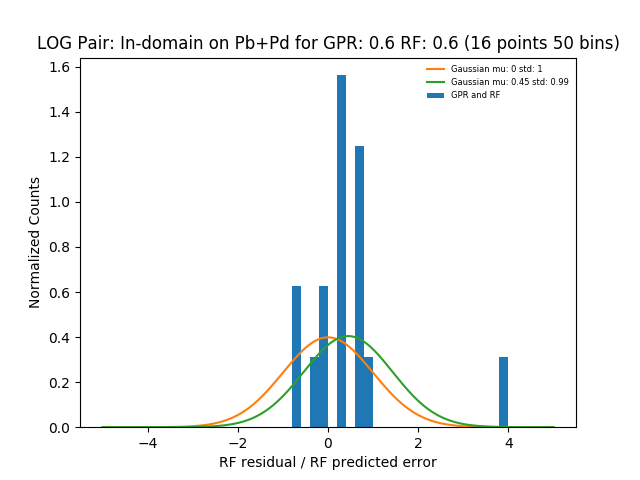 LOG Pair: In-domain on Pb+Pd for GPR: 0.6 RF: 0.6 (16 points 50 bins)
Gaussian mu: 0 std: 1
Gaussian mu: 0.45 std: 0.99
GPR and RF
Normalized Counts
1.6
1.4
1.2
1.0
0.8
0.6
0.4
0.2
0.0
−4 −2 0 2 4
RF residual / RF predicted error